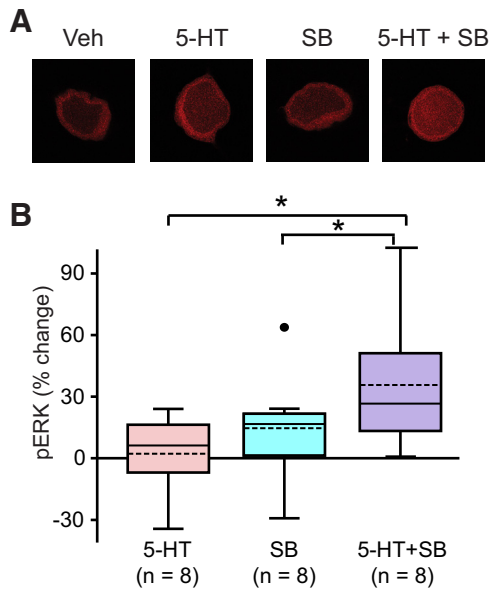 A
Veh 5-HT SB 5-HT + SB
B
*
*
pERK (% change)
90
60
30
0
-30
5-HT SB 5-HT+SB
(n = 8) (n = 8) (n = 8)